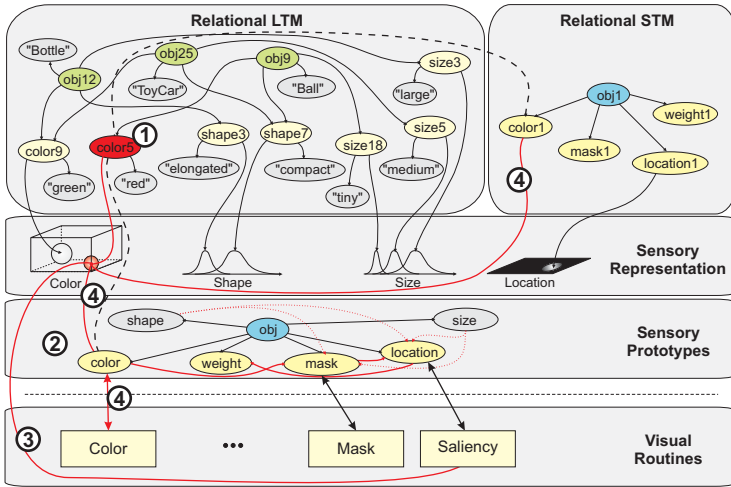 Relational LTM
Relational STM
"Bottle"
obj12
obj25
obj9
size3
"ToyCar"
"Ball"
"large"
obj1
weight1
color1
mask1
location1
1
color9
color5
shape3
shape7
size18
size5
"green"
"red"
"elongated"
"compact"
"tiny"
"medium"
4
Color
Shape
Size
Location
Sensory
Representation
4
2
shape
obj
size
color
weight
mask
location
Sensory
Prototypes
4
3
Color
•••
Mask
Saliency
Visual
Routines